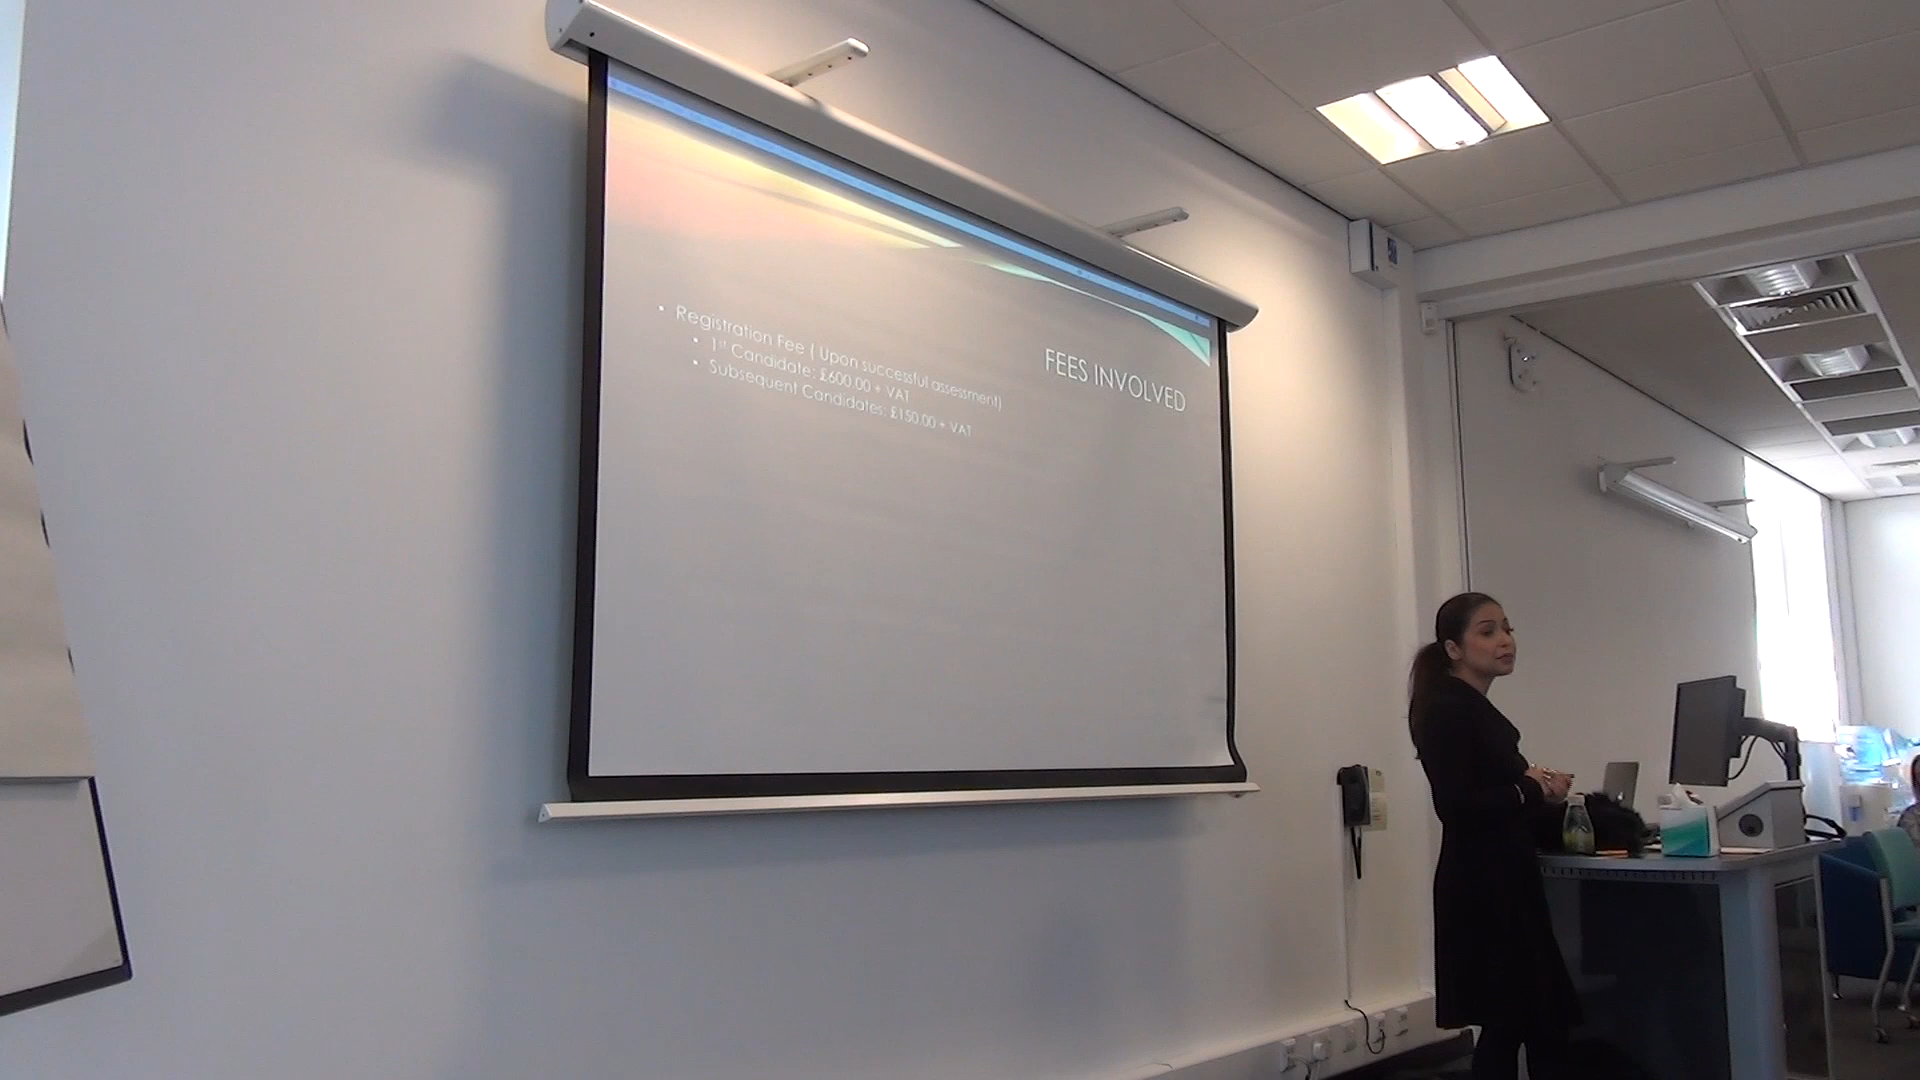 FEES INVOLVED
• Registration Fee ( Upon successful assessment)
• 1st Candidate: £600.00 + VAT
• Subsequent Candidates: £150.00 + VAT